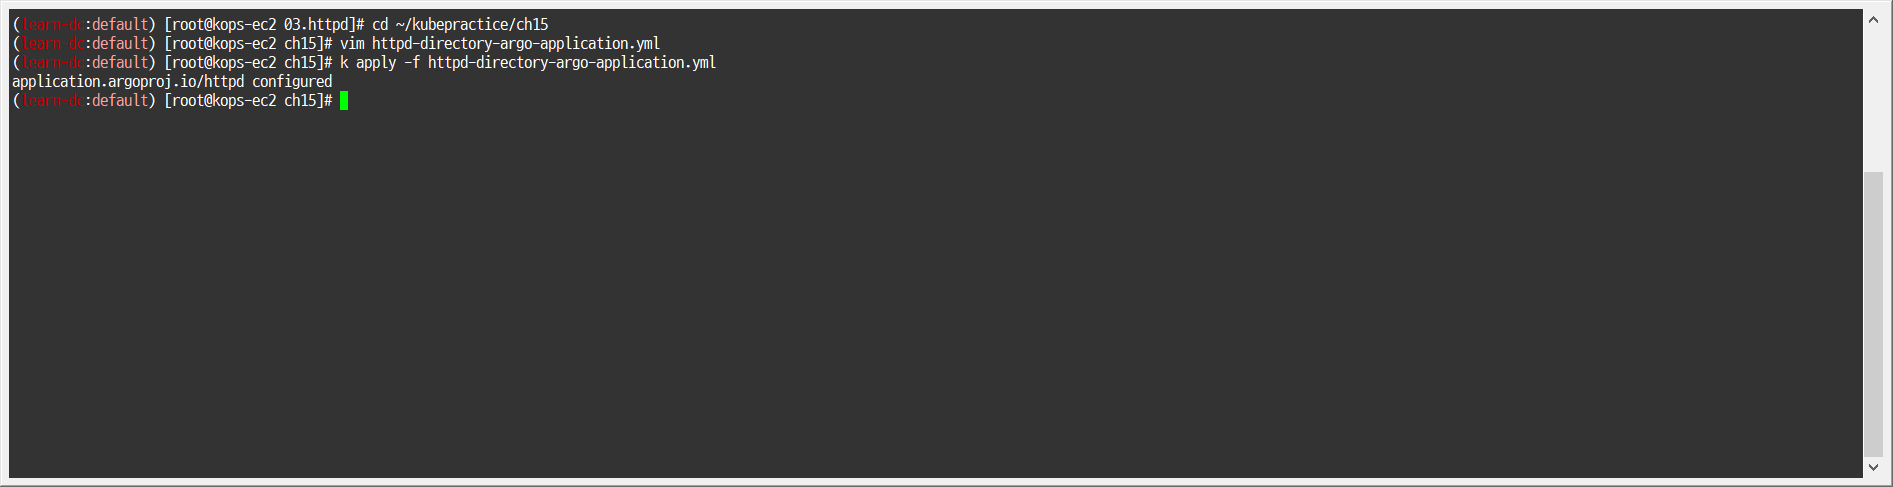 (learn-dc:default) [root@kops-ec2 03.httpd]# cd ~/kubepractice/ch15
(learn-dc:default) [root@kops-ec2 ch15]# vim httpd-directory-argo-application.yml
(learn-dc:default) [root@kops-ec2 ch15]# k apply -f httpd-directory-argo-application.yml
application.argoproj.io/httpd configured
(learn-dc:default) [root@kops-ec2 ch15]#